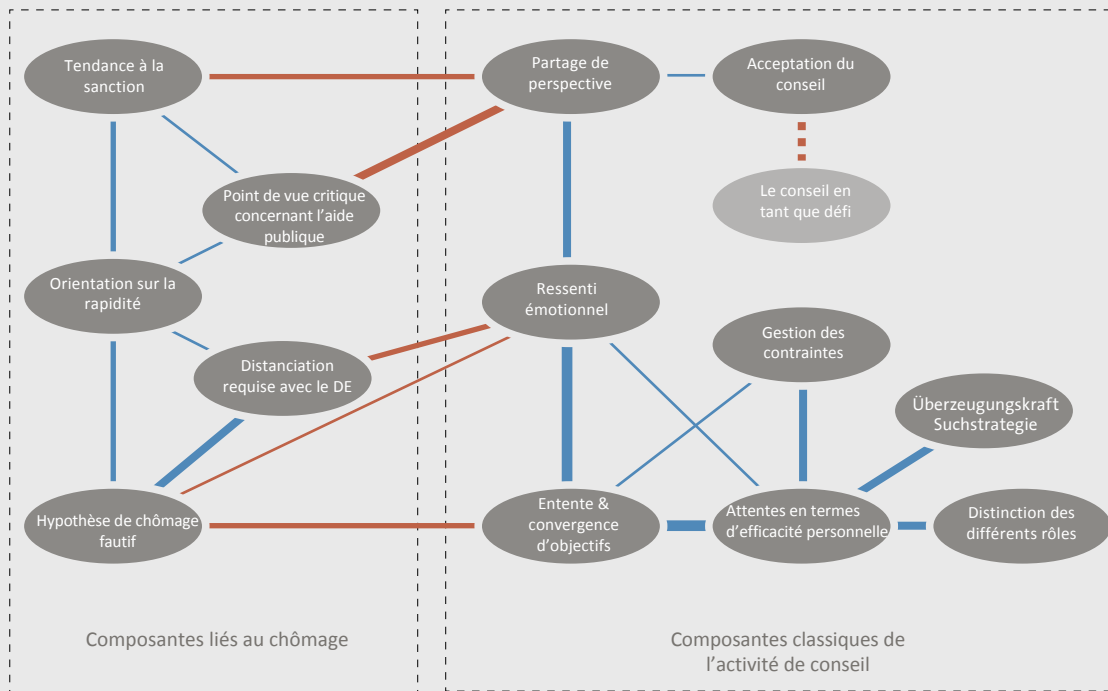 Tendance à la
sanction
Partage de
perspective
Acceptation du
conseil
Point de vue critique
concernant l'aide
publique
Le conseil en
tant que défi
Orientation sur la
rapidité
Ressenti
émotionnel
Gestion des
contraintes
Distanciation
requise avec le DE
Überzeugungskraft
Suchstrategie
Hypothèse de chômage
fautif
Entente &
convergence
d'objectifs
Attentes en termes
d'efficacité personnelle
Distinction des
différents rôles
Composantes liés au chômage
Composantes classiques de
l'activité de conseil